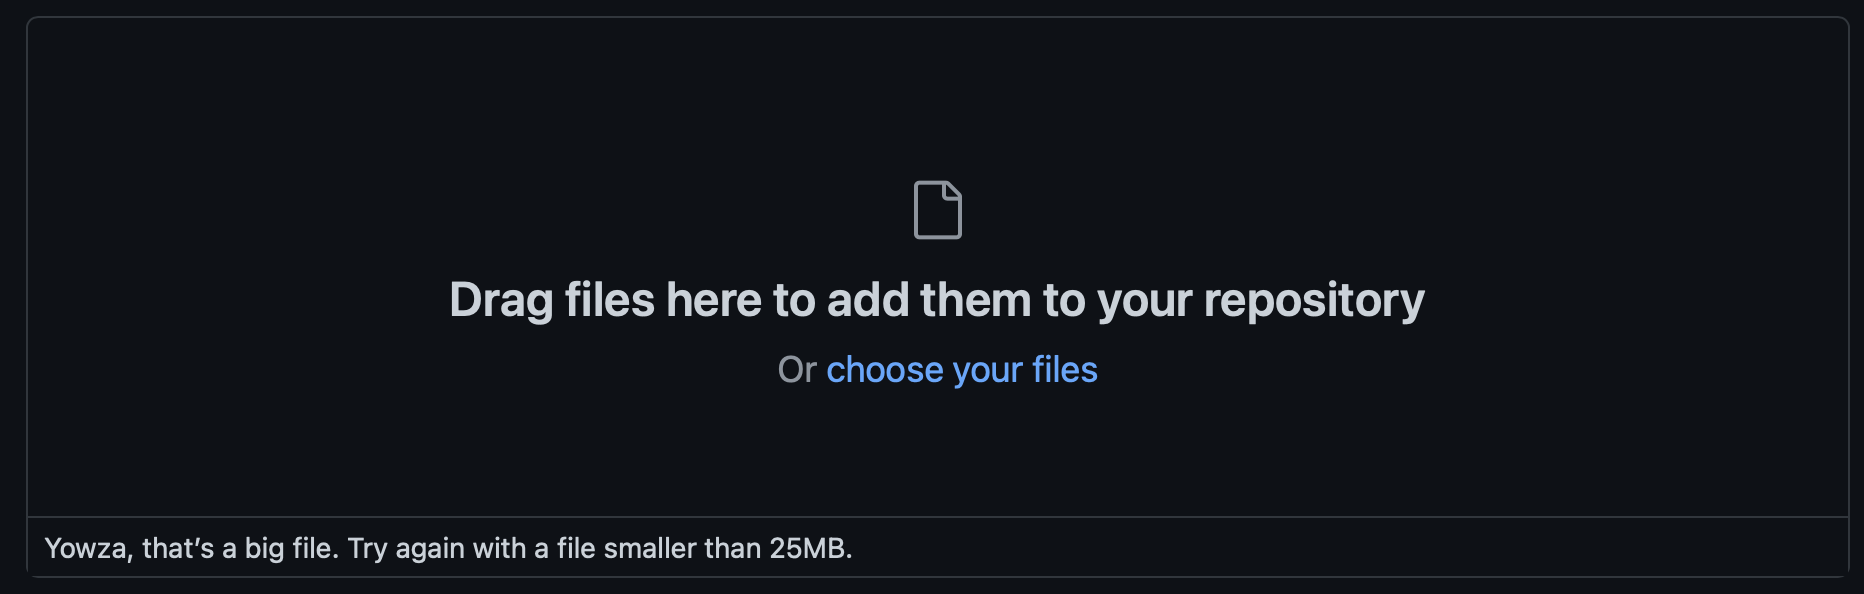 Drag files here to add them to your repository
Or choose your files
Yowza, that’s a big file. Try again with a file smaller than 25MB.